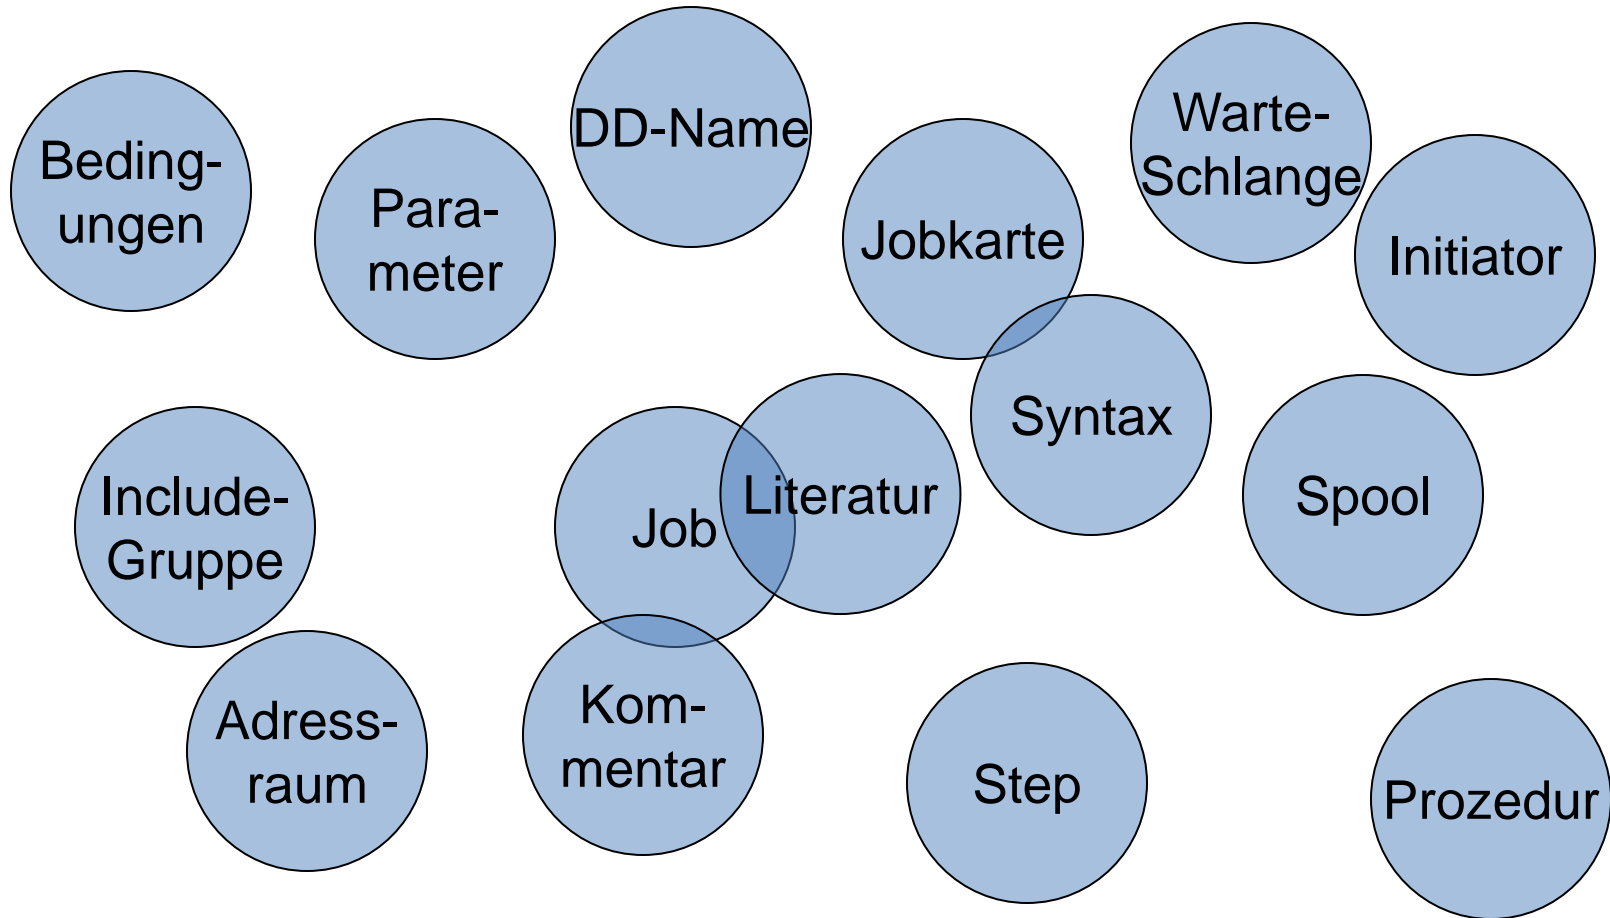 Beding-
ungen
Para-
meter
DD-Name
Jobkarte
Warte-
Schlange
Initiator
Include-
Gruppe
Job
Literatur
Syntax
Spool
Adress-
raum
Kom-
mentar
Step
Prozedur